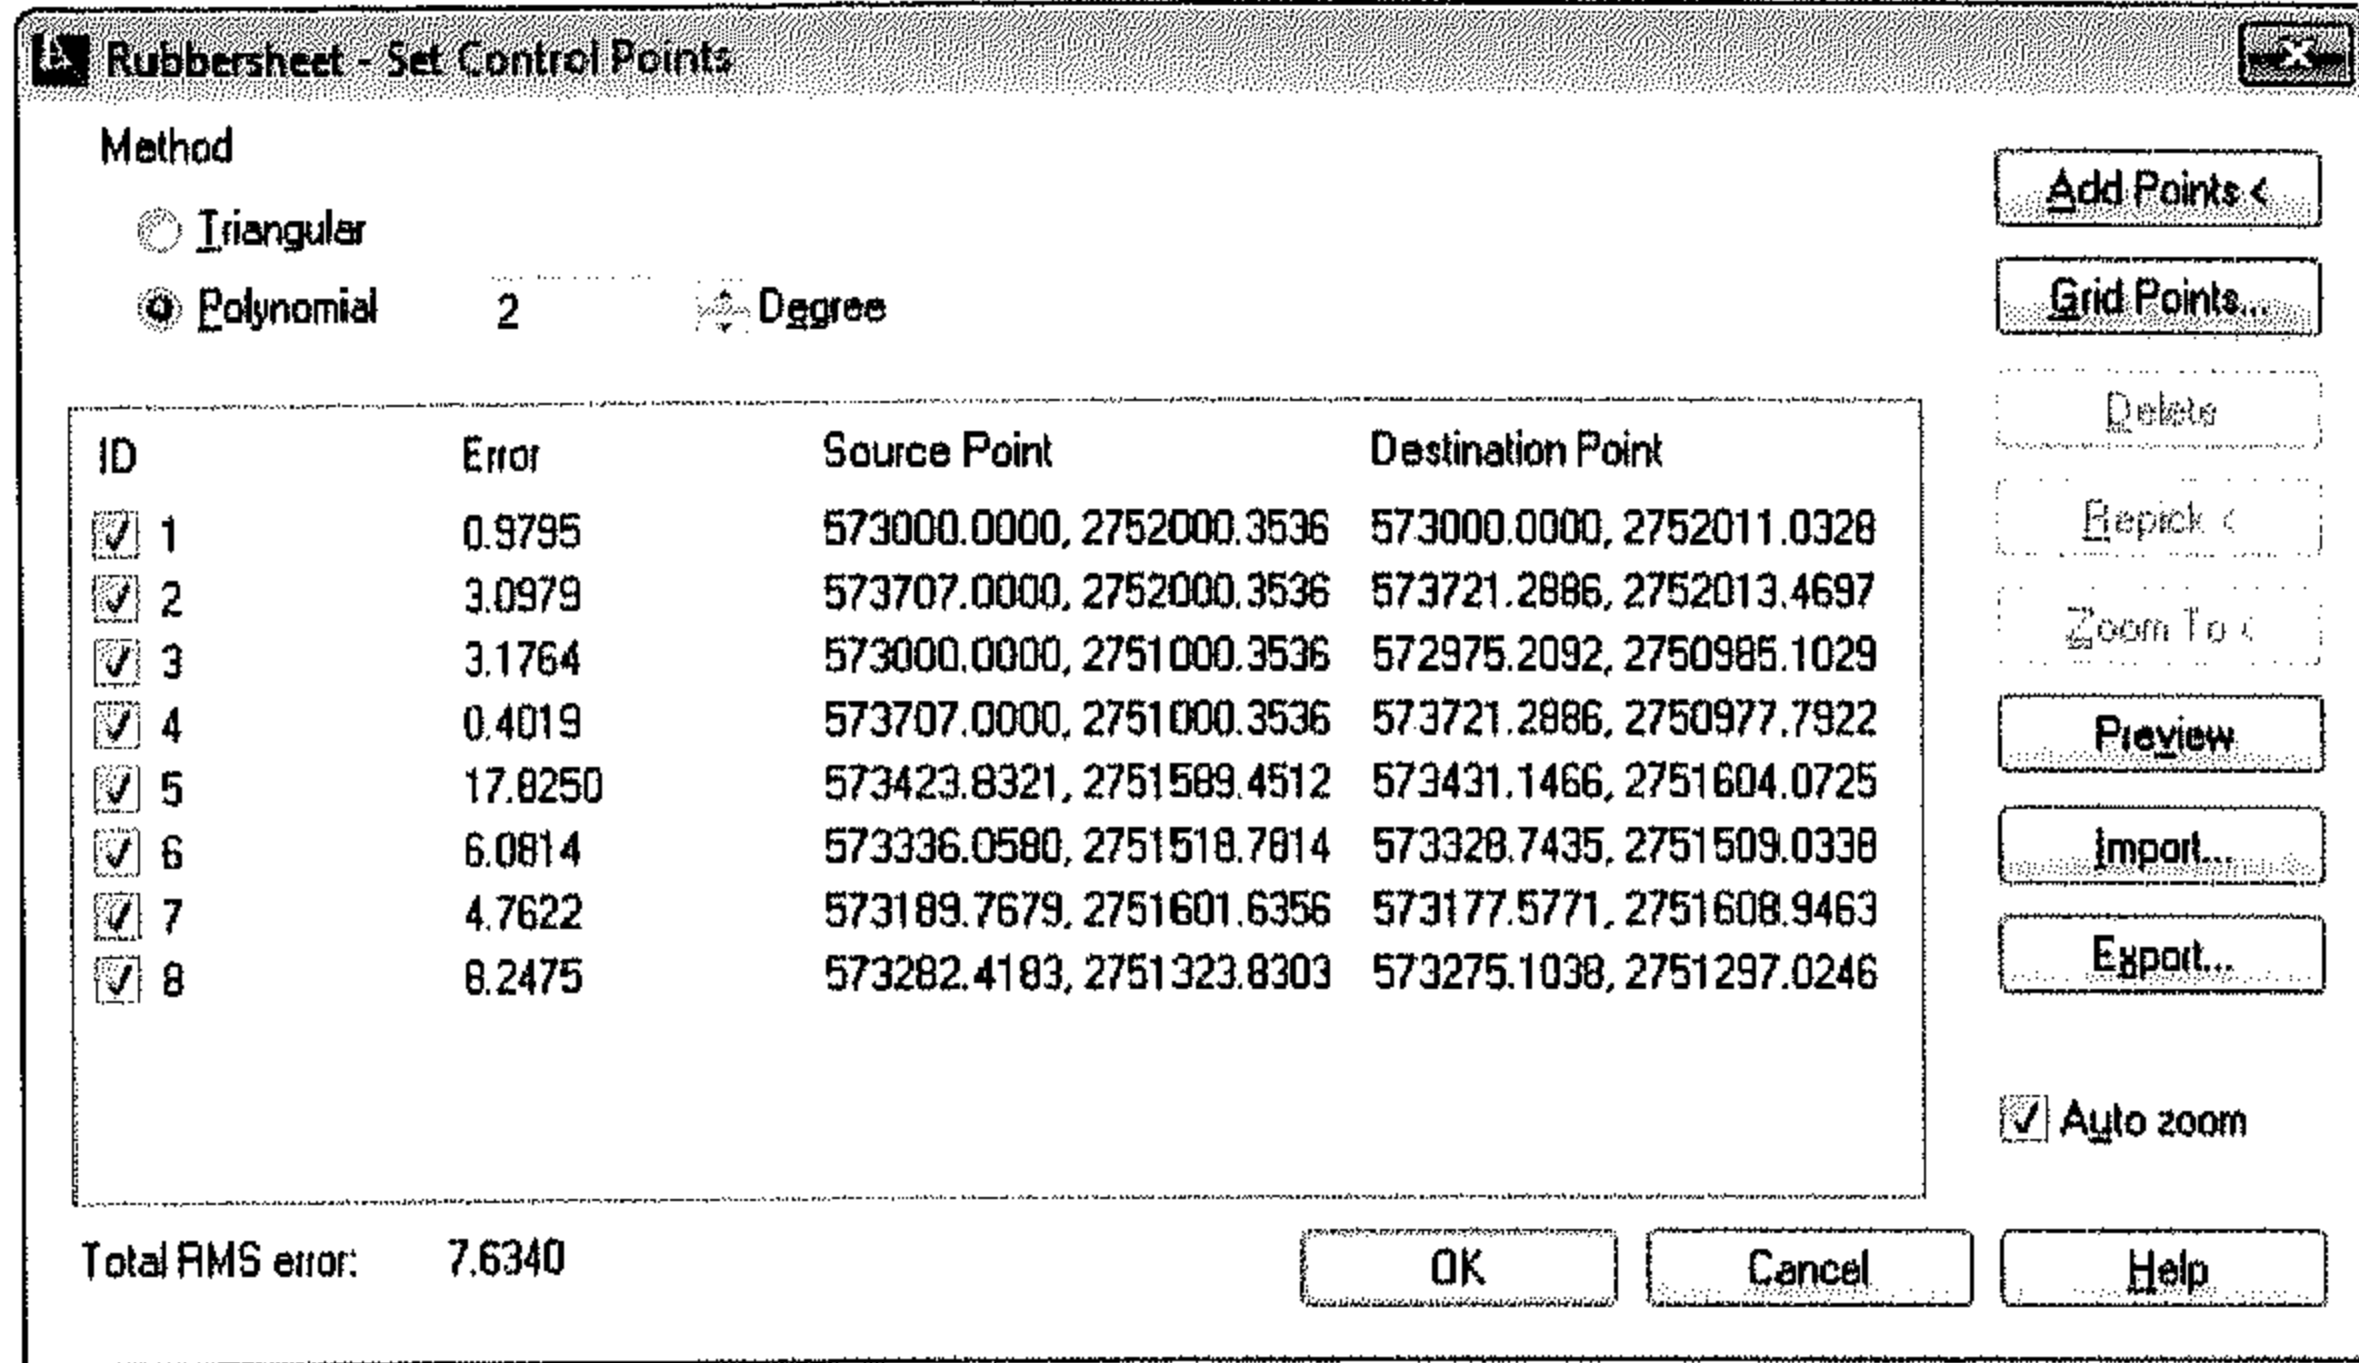 Rubbersheet - Set Control Points
Method
Triangular
Polynomial 2 Degree
Add Points <
Grid Points...
Delete
Repick <
Zoom To <
Preview
Import...
Export...
Auto zoom
ID Error Source Point Destination Point
1 0.9795 573000.0000, 2752000.3536 573000.0000, 2752011.0328
2 3.0979 573707.0000, 2752000.3536 573721.2886, 2752013.4697
3 3.1764 573000.0000, 2751000.3536 572975.2092, 2750985.1029
4 0.4019 573707.0000, 2751000.3536 573721.2886, 2750977.7922
5 17.8250 573423.8321, 2751589.4512 573431.1466, 2751604.0725
6 6.0814 573336.0580, 2751518.7814 573328.7435, 2751509.0338
7 4.7622 573189.7679, 2751601.6356 573177.5771, 2751608.9463
8 8.2475 573282.4183, 2751323.8303 573275.1038, 2751297.0246
Total RMS error: 7.6340
OK Cancel Help